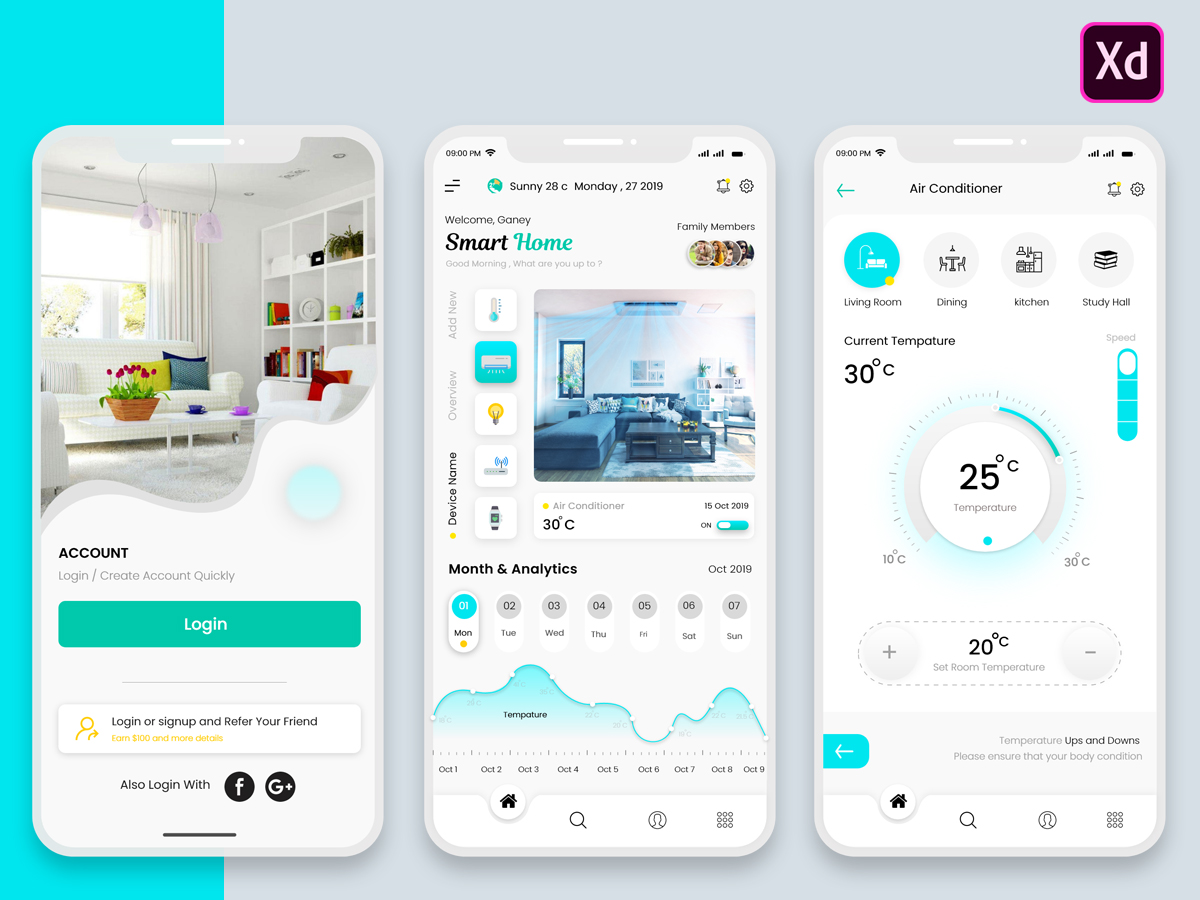 Xd
ACCOUNT
Login / Create Account Quickly
Login
Login or signup and Refer Your Friend
Earn $100 and more details
Also Login With
f
G+
09:00 PM
Sunny 28 c Monday , 27 2019
Welcome, Ganey
Smart Home
Good Morning , What are you up to ?
Family Members
Add New
Overview
Device Name
Air Conditioner
15 Oct 2019
30°C
ON
Month & Analytics
Oct 2019
01 02 03 04 05 06 07
Mon Tue Wed Thu Fri Sat Sun
Tempature
Oct 1 Oct 2 Oct 3 Oct 4 Oct 5 Oct 6 Oct 7 Oct 8 Oct 9
09:00 PM
Air Conditioner
Living Room
Dining
kitchen
Study Hall
Current Tempature
30°C
Speed
25°C
Temperature
10°C
30°C
+
20°C
−
Set Room Temperature
Temperature Ups and Downs
Please ensure that your body condition